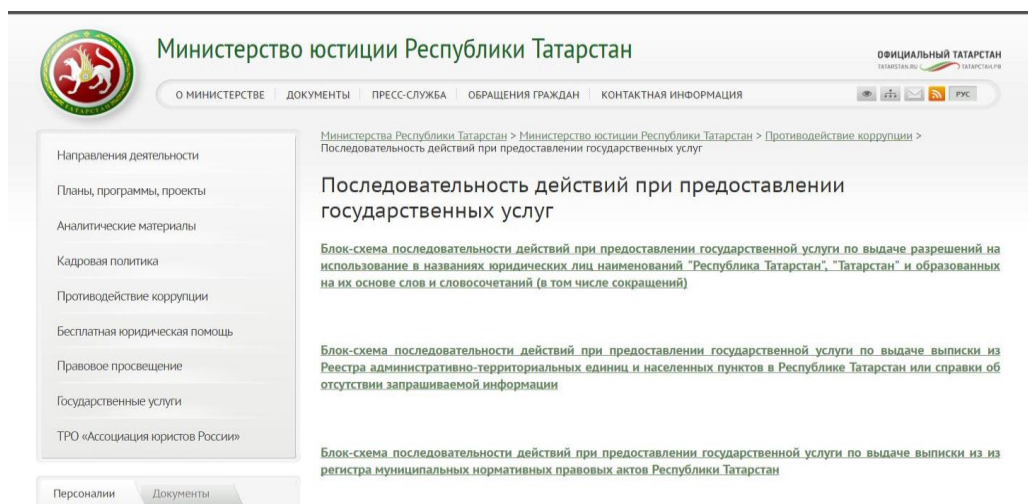 Министерство юстиции Республики Татарстан
ОФИЦИАЛЬНЫЙ ТАТАРСТАН
TATARSTAN.RU ТАТАРСТАН.РФ
ТАТАРСТАН
О МИНИСТЕРСТВЕ ДОКУМЕНТЫ ПРЕСС-СЛУЖБА ОБРАЩЕНИЯ ГРАЖДАН КОНТАКТНАЯ ИНФОРМАЦИЯ РУС
Направления деятельности
Планы, программы, проекты
Аналитические материалы
Кадровая политика
Противодействие коррупции
Бесплатная юридическая помощь
Правовое просвещение
Государственные услуги
ТРО «Ассоциация юристов России»
Персоналии Документы
Министерства Республики Татарстан > Министерство юстиции Республики Татарстан > Противодействие коррупции >
Последовательность действий при предоставлении государственных услуг
Последовательность действий при предоставлении
государственных услуг
Блок-схема последовательности действий при предоставлении государственной услуги по выдаче разрешений на
использование в названиях юридических лиц наименований "Республика Татарстан", "Татарстан" и образованных
на их основе слов и словосочетаний (в том числе сокращений)
Блок-схема последовательности действий при предоставлении государственной услуги по выдаче выписки из
Реестра административно-территориальных единиц и населенных пунктов в Республике Татарстан или справки об
отсутствии запрашиваемой информации
Блок-схема последовательности действий при предоставлении государственной услуги по выдаче выписки из из
регистра муниципальных нормативных правовых актов Республики Татарстан